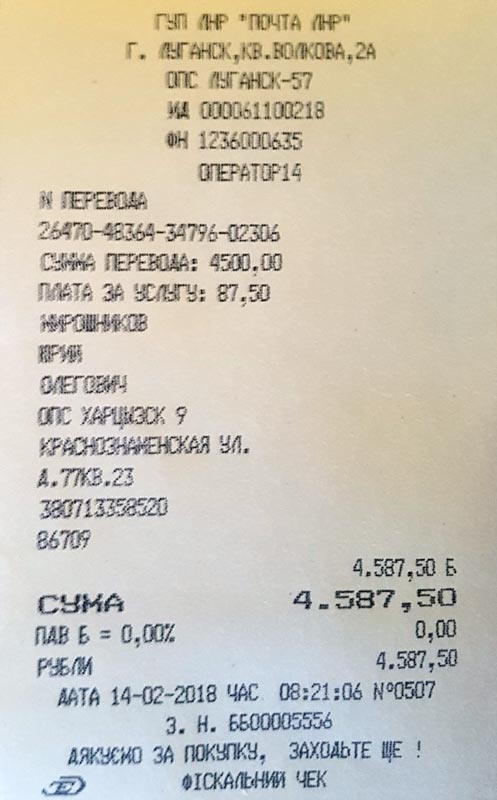 ГУП ЛНР "ПОЧТА ЛНР"
Г. ЛУГАНСК,КВ.ВОЛКОВА,2А
ОПС ЛУГАНСК-57
ИД 000061100218
ФН 1236000635
ОПЕРАТОР14
N ПЕРЕВОДА
26470-48364-34796-02306
СУММА ПЕРЕВОДА: 4500,00
ПЛАТА ЗА УСЛУГУ: 87,50
МИРОШНИКОВ
ЮРИЙ
ОЛЕГОВИЧ
ОПС ХАРЦЫЗСК 9
КРАСНОЗНАМЕНСКАЯ УЛ.
Д.77КВ.23
380713358520
86709
4.587,50 Б
СУМА 4.587,50
ПДВ Б = 0,00% 0,00
РУБЛИ 4.587,50
ДАТА 14-02-2018 ЧАС 08:21:06 №0507
З. Н. ББ00005556
ДЯКУЄМО ЗА ПОКУПКУ, ЗАХОДЬТЕ ЩЕ !
ФІСКАЛЬНИЙ ЧЕК